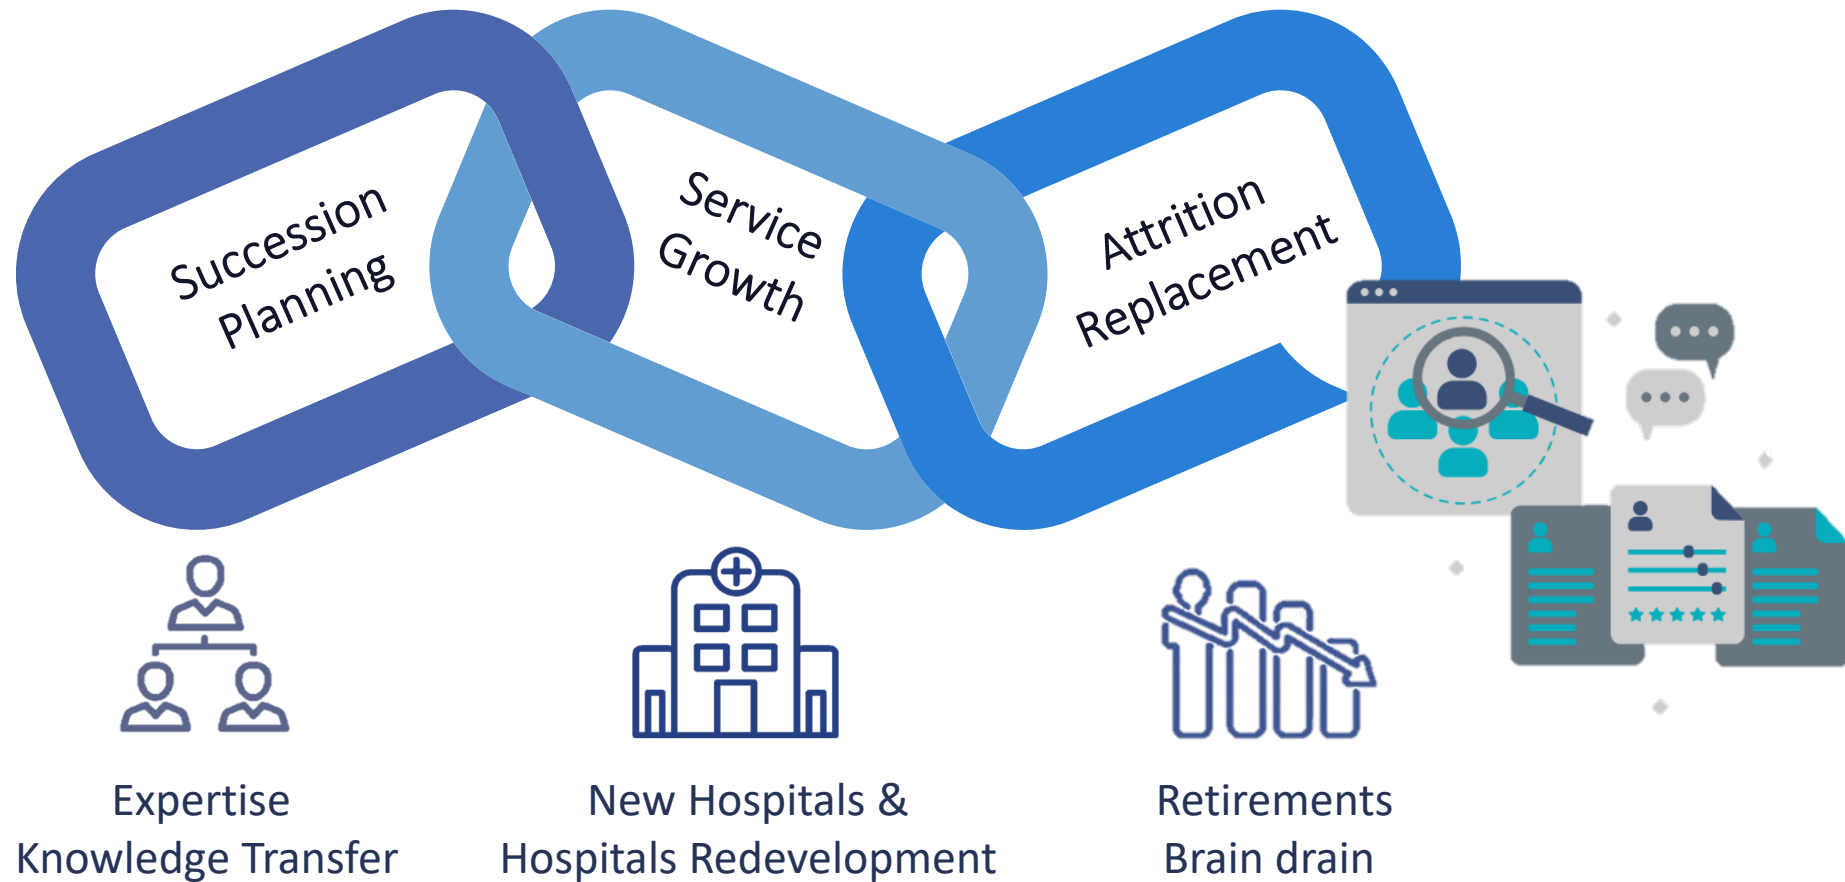 Succession
Planning
Service
Growth
Attrition
Replacement
Expertise
Knowledge Transfer
New Hospitals &
Hospitals Redevelopment
Retirements
Brain drain